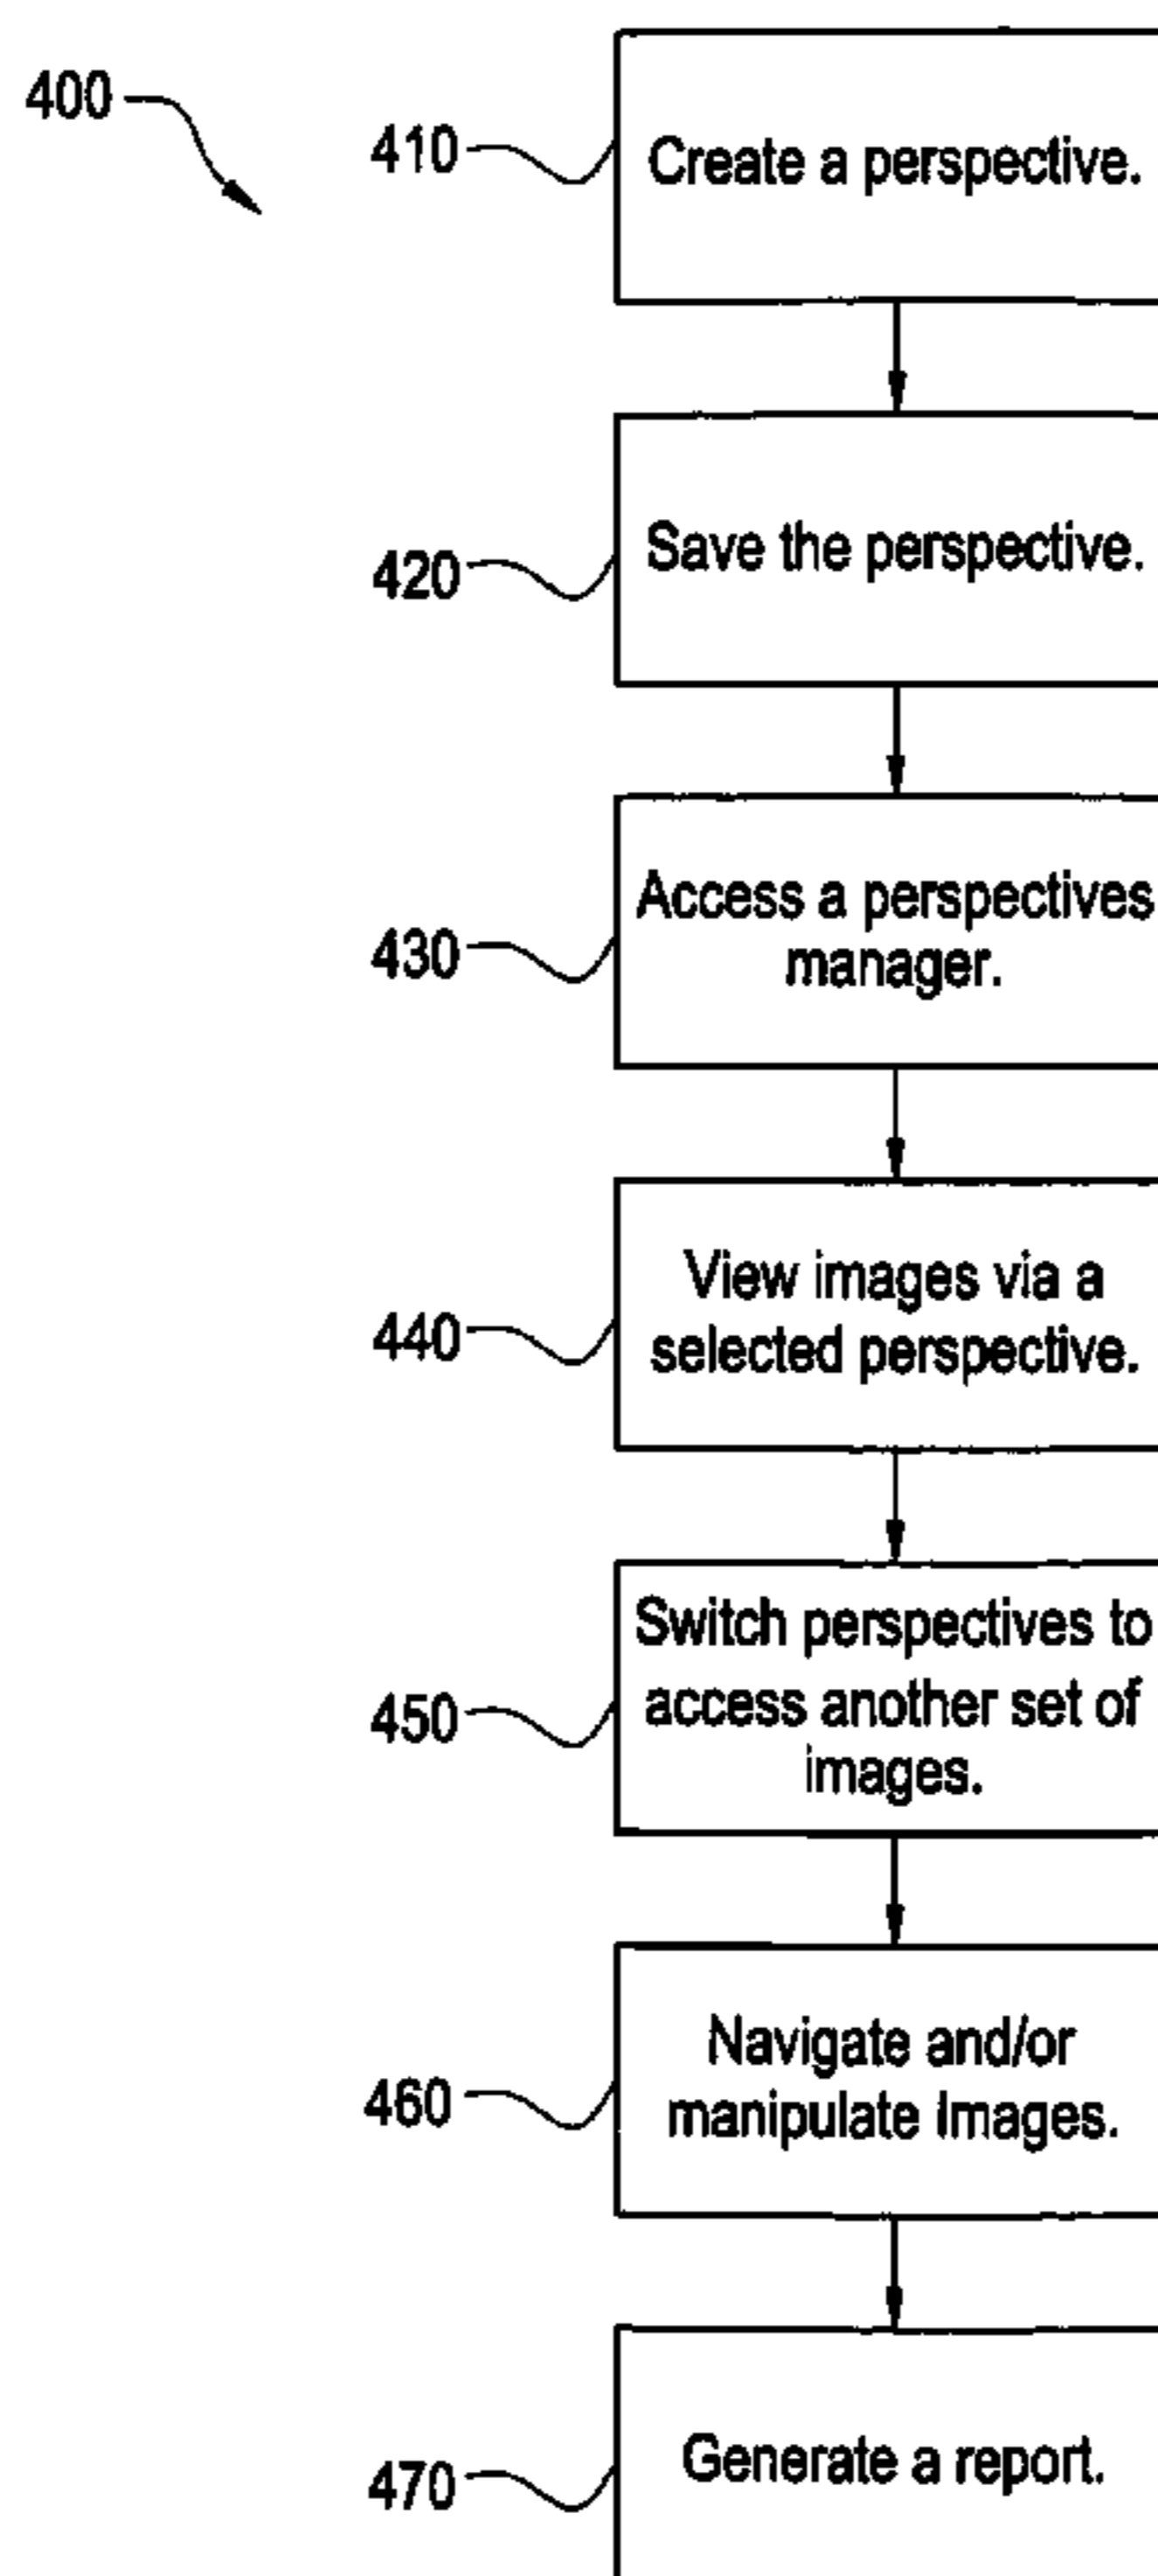 400
410
Create a perspective.
420
Save the perspective.
430
Access a perspectives
manager.
440
View images via a
selected perspective.
450
Switch perspectives to
access another set of
images.
460
Navigate and/or
manipulate Images.
470
Generate a report.